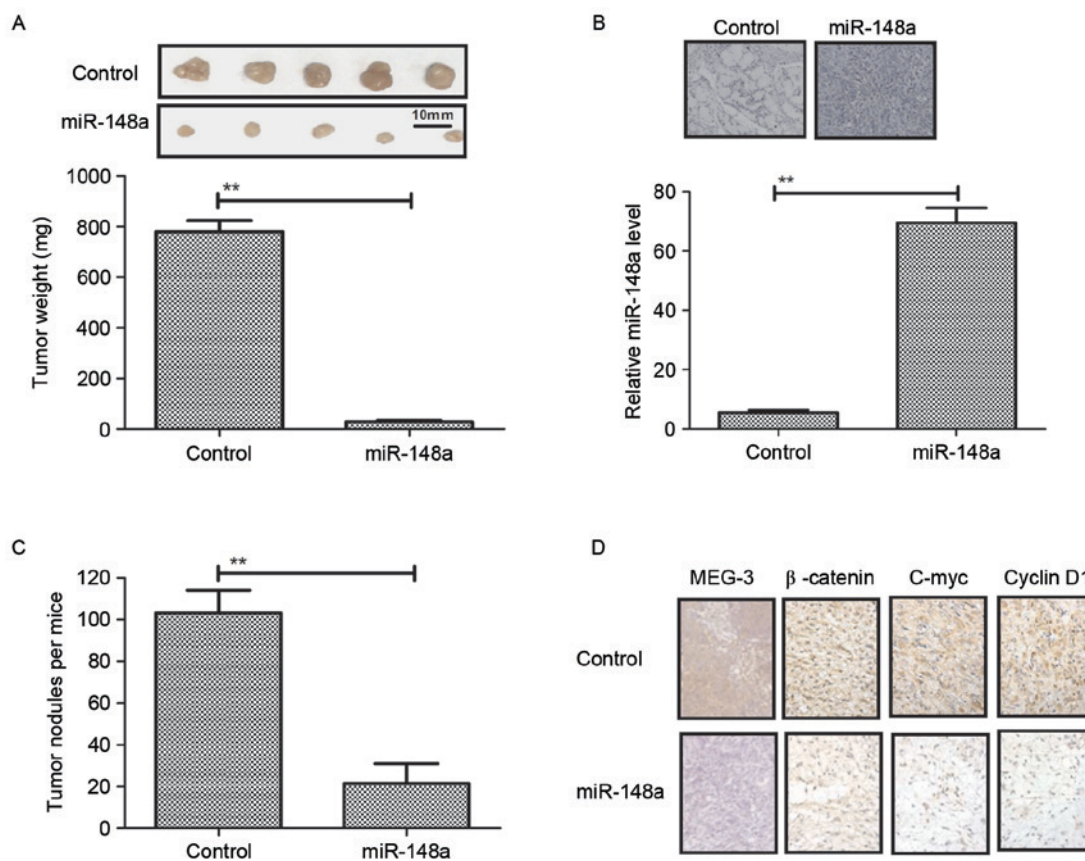 A
Control
miR-148a
10mm
1000
800
600
400
200
0
Tumor weight (mg)
**
Control
miR-148a
B
Control miR-148a
80
60
40
20
0
Relative miR-148a level
**
Control
miR-148a
C
120
100
80
60
40
20
0
Tumor nodules per mice
**
Control
miR-148a
D
MEG-3 β -catenin C-myc Cyclin D1
Control
miR-148a